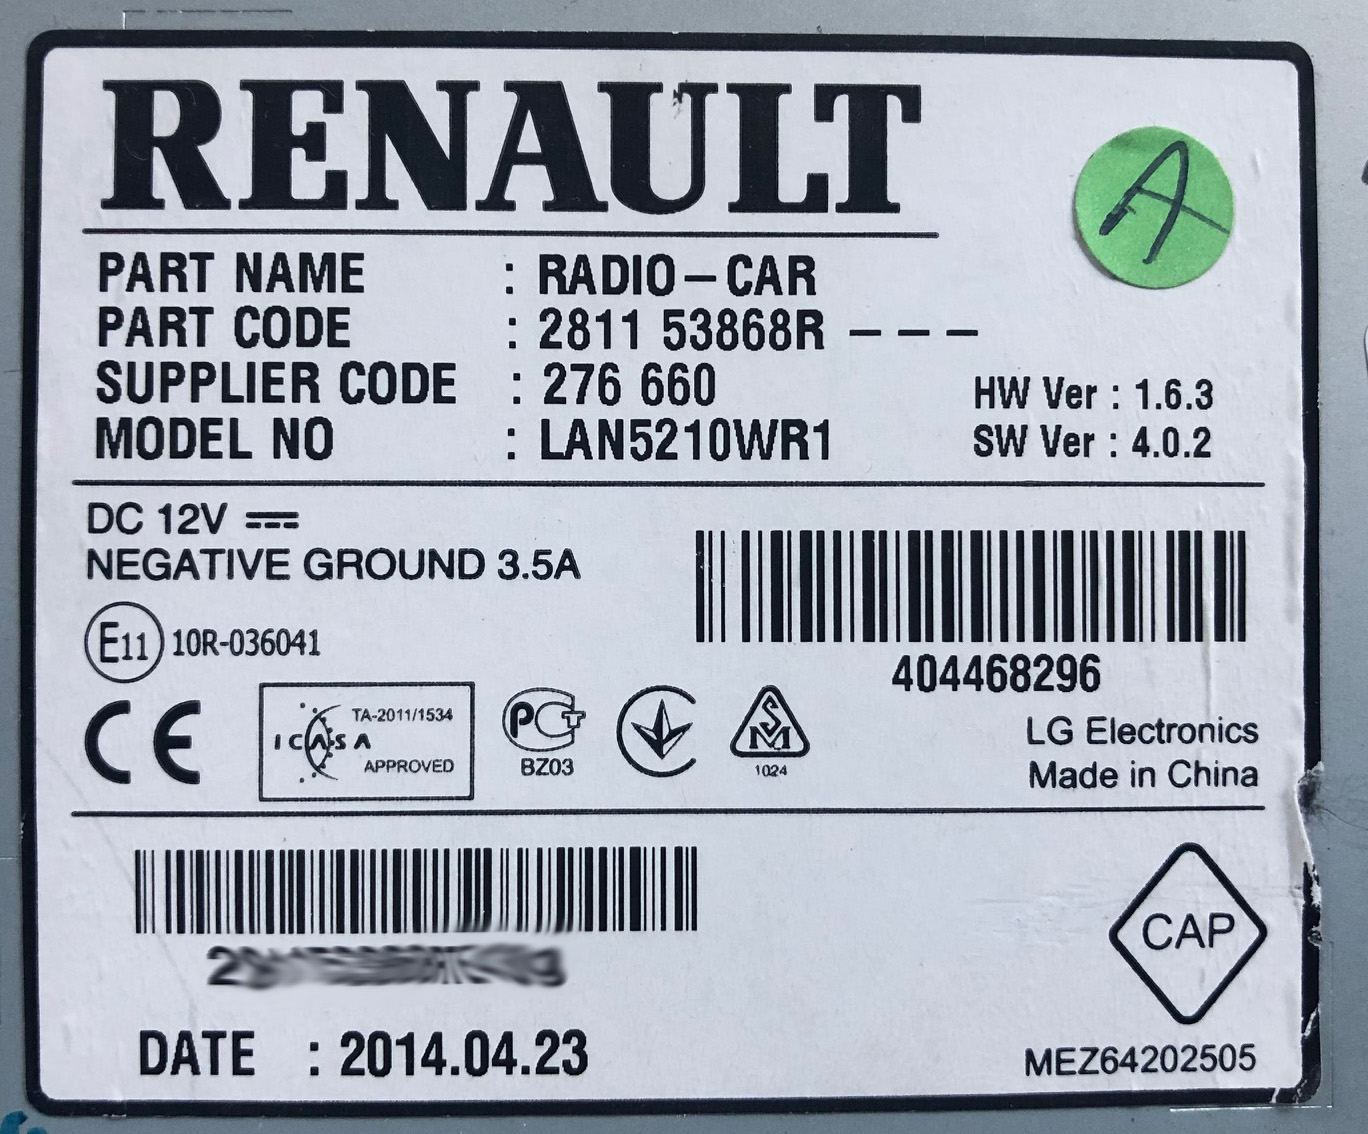 RENAULT
A
PART NAME : RADIO-CAR
PART CODE : 2811 53868R - - -
SUPPLIER CODE : 276 660
MODEL NO : LAN5210WR1
HW Ver : 1.6.3
SW Ver : 4.0.2
DC 12V
NEGATIVE GROUND 3.5A
E11 10R-036041
404468296
CE
TA-2011/1534
ICASA
APPROVED
PCT
BZ03
SM
1024
LG Electronics
Made in China
CAP
DATE : 2014.04.23
MEZ64202505